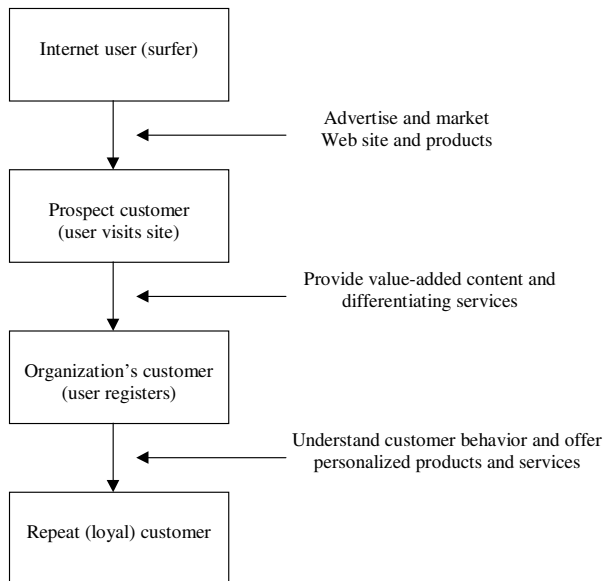 Internet user (surfer)
Advertise and market
Web site and products
Prospect customer
(user visits site)
Provide value-added content and
differentiating services
Organization’s customer
(user registers)
Understand customer behavior and offer
personalized products and services
Repeat (loyal) customer